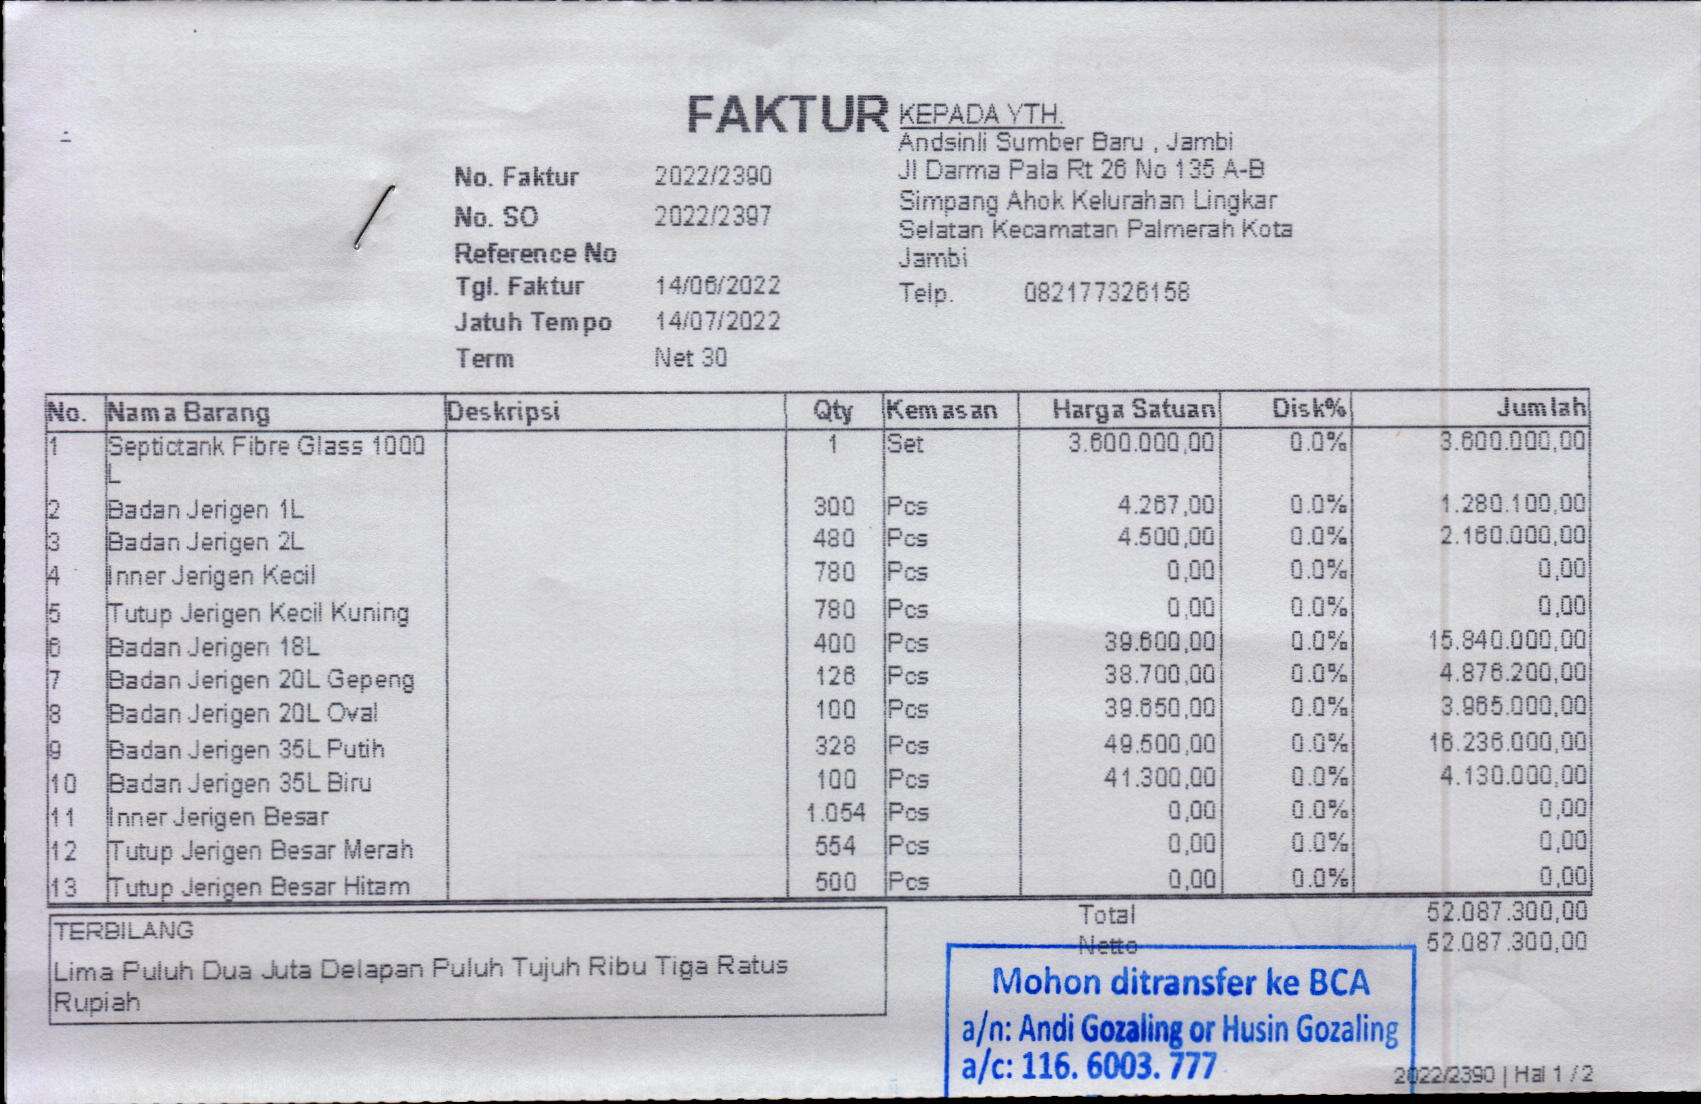 FAKTUR
KEPADA YTH.
Andsinli Sumber Baru , Jambi
Jl Darma Pala Rt 26 No 135 A-B
Simpang Ahok Kelurahan Lingkar
Selatan Kecamatan Palmerah Kota
Jambi
Telp. 082177326158
No. Faktur 2022/2390
No. SO 2022/2397
Reference No
Tgl. Faktur 14/06/2022
Jatuh Tempo 14/07/2022
Term Net 30
No. Nama Barang Deskripsi Qty Kemasan Harga Satuan Disk% Jumlah
1 Septictank Fibre Glass 1000 1 Set 3.600.000,00 0.0% 3.600.000,00
L
2 Badan Jerigen 1L 300 Pcs 4.267,00 0.0% 1.280.100,00
3 Badan Jerigen 2L 480 Pcs 4.500,00 0.0% 2.160.000,00
4 Inner Jerigen Kecil 780 Pcs 0,00 0.0% 0,00
5 Tutup Jerigen Kecil Kuning 780 Pcs 0,00 0.0% 0,00
6 Badan Jerigen 18L 400 Pcs 39.600,00 0.0% 15.840.000,00
7 Badan Jerigen 20L Gepeng 126 Pcs 38.700,00 0.0% 4.876.200,00
8 Badan Jerigen 20L Oval 100 Pcs 39.650,00 0.0% 3.965.000,00
9 Badan Jerigen 35L Putih 328 Pcs 49.500,00 0.0% 16.236.000,00
10 Badan Jerigen 35L Biru 100 Pcs 41.300,00 0.0% 4.130.000,00
11 Inner Jerigen Besar 1.054 Pcs 0,00 0.0% 0,00
12 Tutup Jerigen Besar Merah 554 Pcs 0,00 0.0% 0,00
13 Tutup Jerigen Besar Hitam 500 Pcs 0,00 0.0% 0,00
Total 52.087.300,00
Netto 52.087.300,00
TERBILANG
Lima Puluh Dua Juta Delapan Puluh Tujuh Ribu Tiga Ratus
Rupiah
Mohon ditransfer ke BCA
a/n: Andi Gozaling or Husin Gozaling
a/c: 116. 6003. 777
2022/2390 | Hal 1 / 2